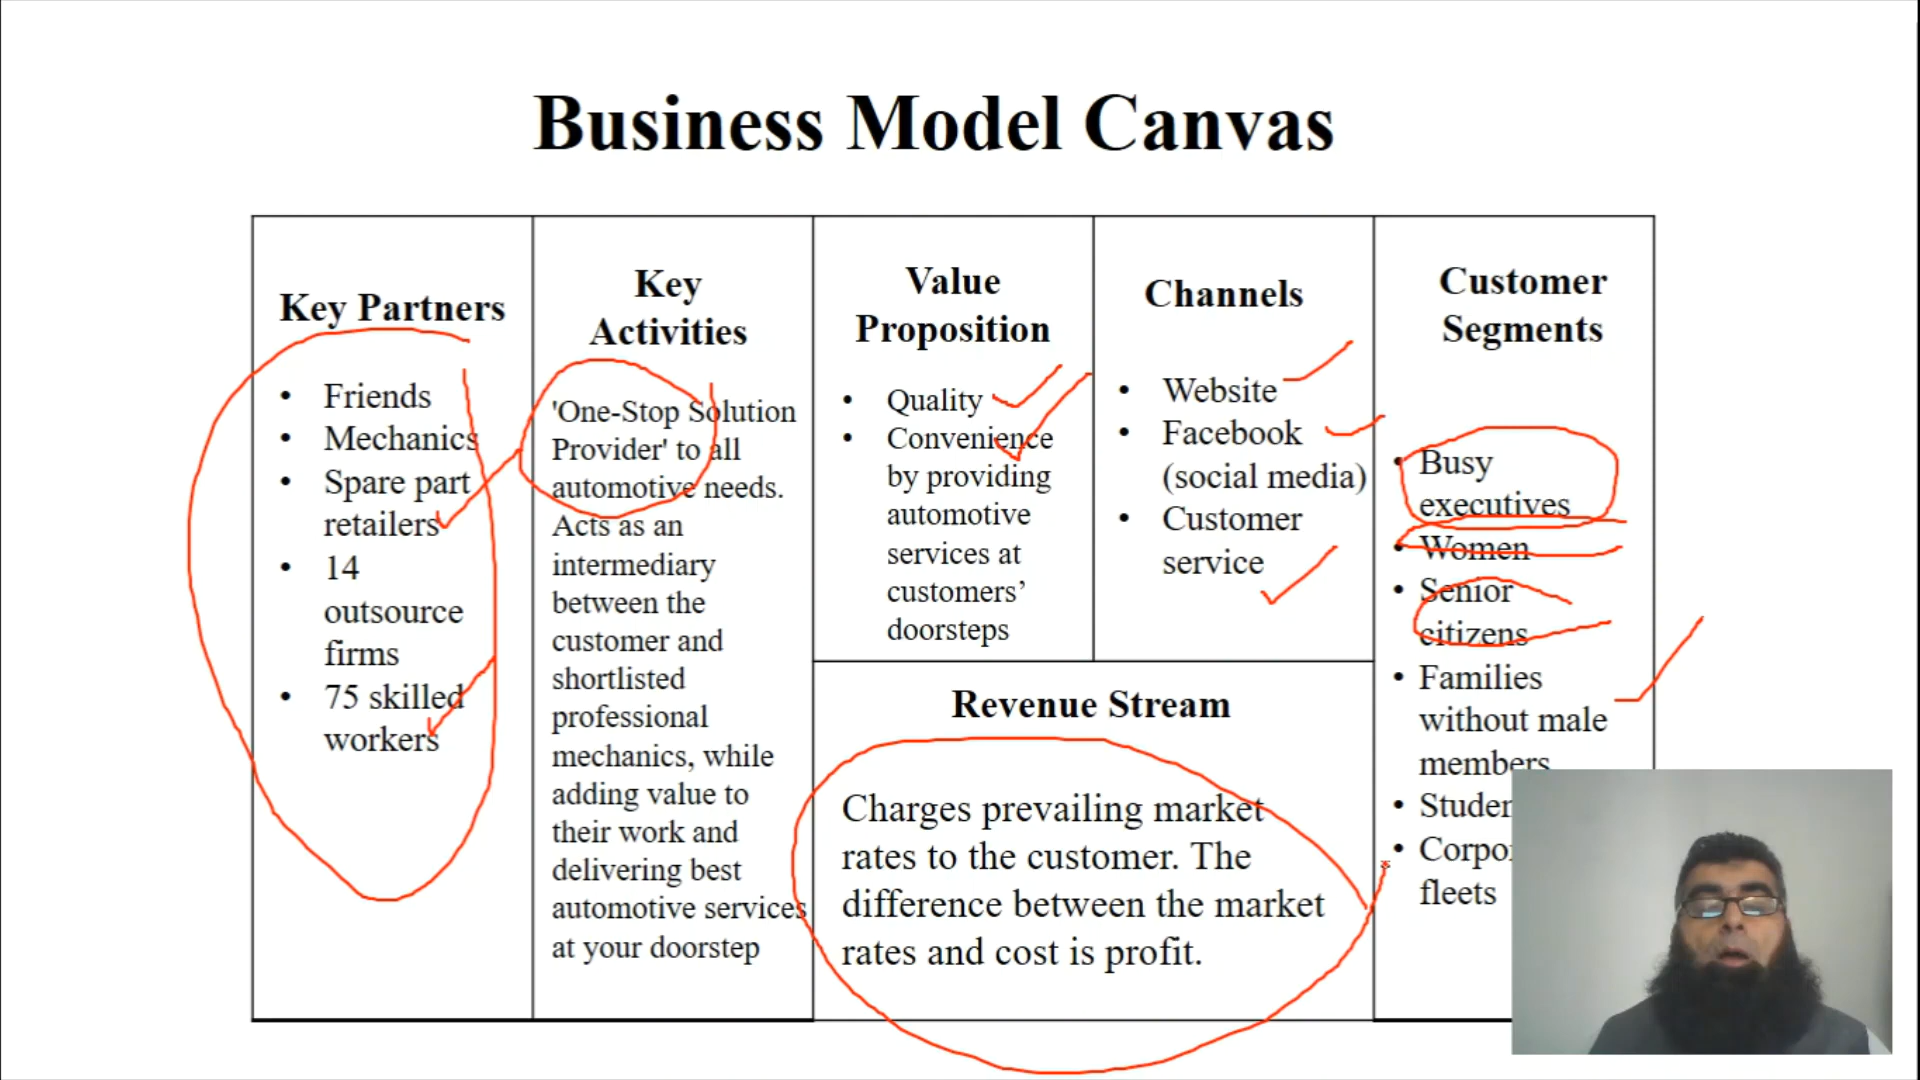 Business Model Canvas
Key Partners
• Friends
• Mechanics
• Spare part
retailers
• 14
outsource
firms
• 75 skilled
workers
Key
Activities
'One-Stop Solution
Provider' to all
automotive needs.
Acts as an
intermediary
between the
customer and
shortlisted
professional
mechanics, while
adding value to
their work and
delivering best
automotive services
at your doorstep
Value
Proposition
• Quality
• Convenience
by providing
automotive
services at
customers’
doorsteps
Channels
• Website
• Facebook
(social media)
• Customer
service
Revenue Stream
Charges prevailing market
rates to the customer. The
difference between the market
rates and cost is profit.
Customer
Segments
• Busy
executives
• Women
• Senior
citizens
• Families
without male
members
•
•
fleets